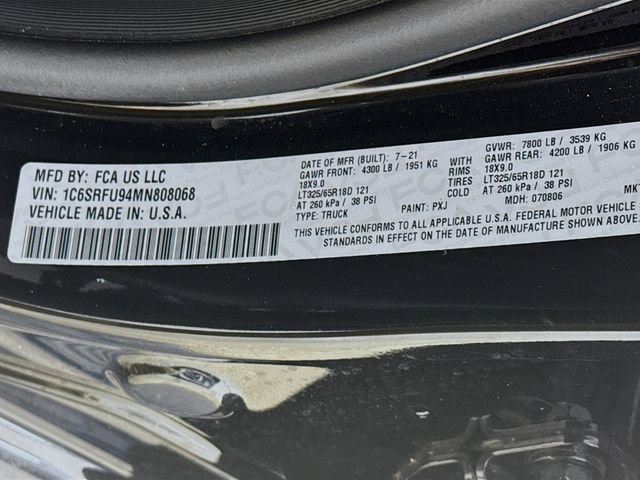 MFD BY: FCA US LLC
VIN: 1C6SRFU94MN808068
VEHICLE MADE IN U.S.A.
DATE OF MFR (BUILT): 7-21
GAWR FRONT: 4300 LB / 1951 KG
18X9.0
LT325/65R18D 121
AT 260 kPa / 38 PSI
TYPE: TRUCK
WITH
RIMS
TYRES
PAINT: PXJ
GVWR: 7800 LB / 3539 KG
GAWR REAR: 4200 LB / 1906 KG
18X9.0
LT325/65R18D 121
AT 260 kPa / 38 PSI
MDH: 070806
MK
THIS VEHICLE CONFORMS TO ALL APPLICABLE U.S.A. FEDERAL MOTOR VEHICLE S
STANDARDS IN EFFECT ON THE DATE OF MANUFACTURE SHOWN ABOVE